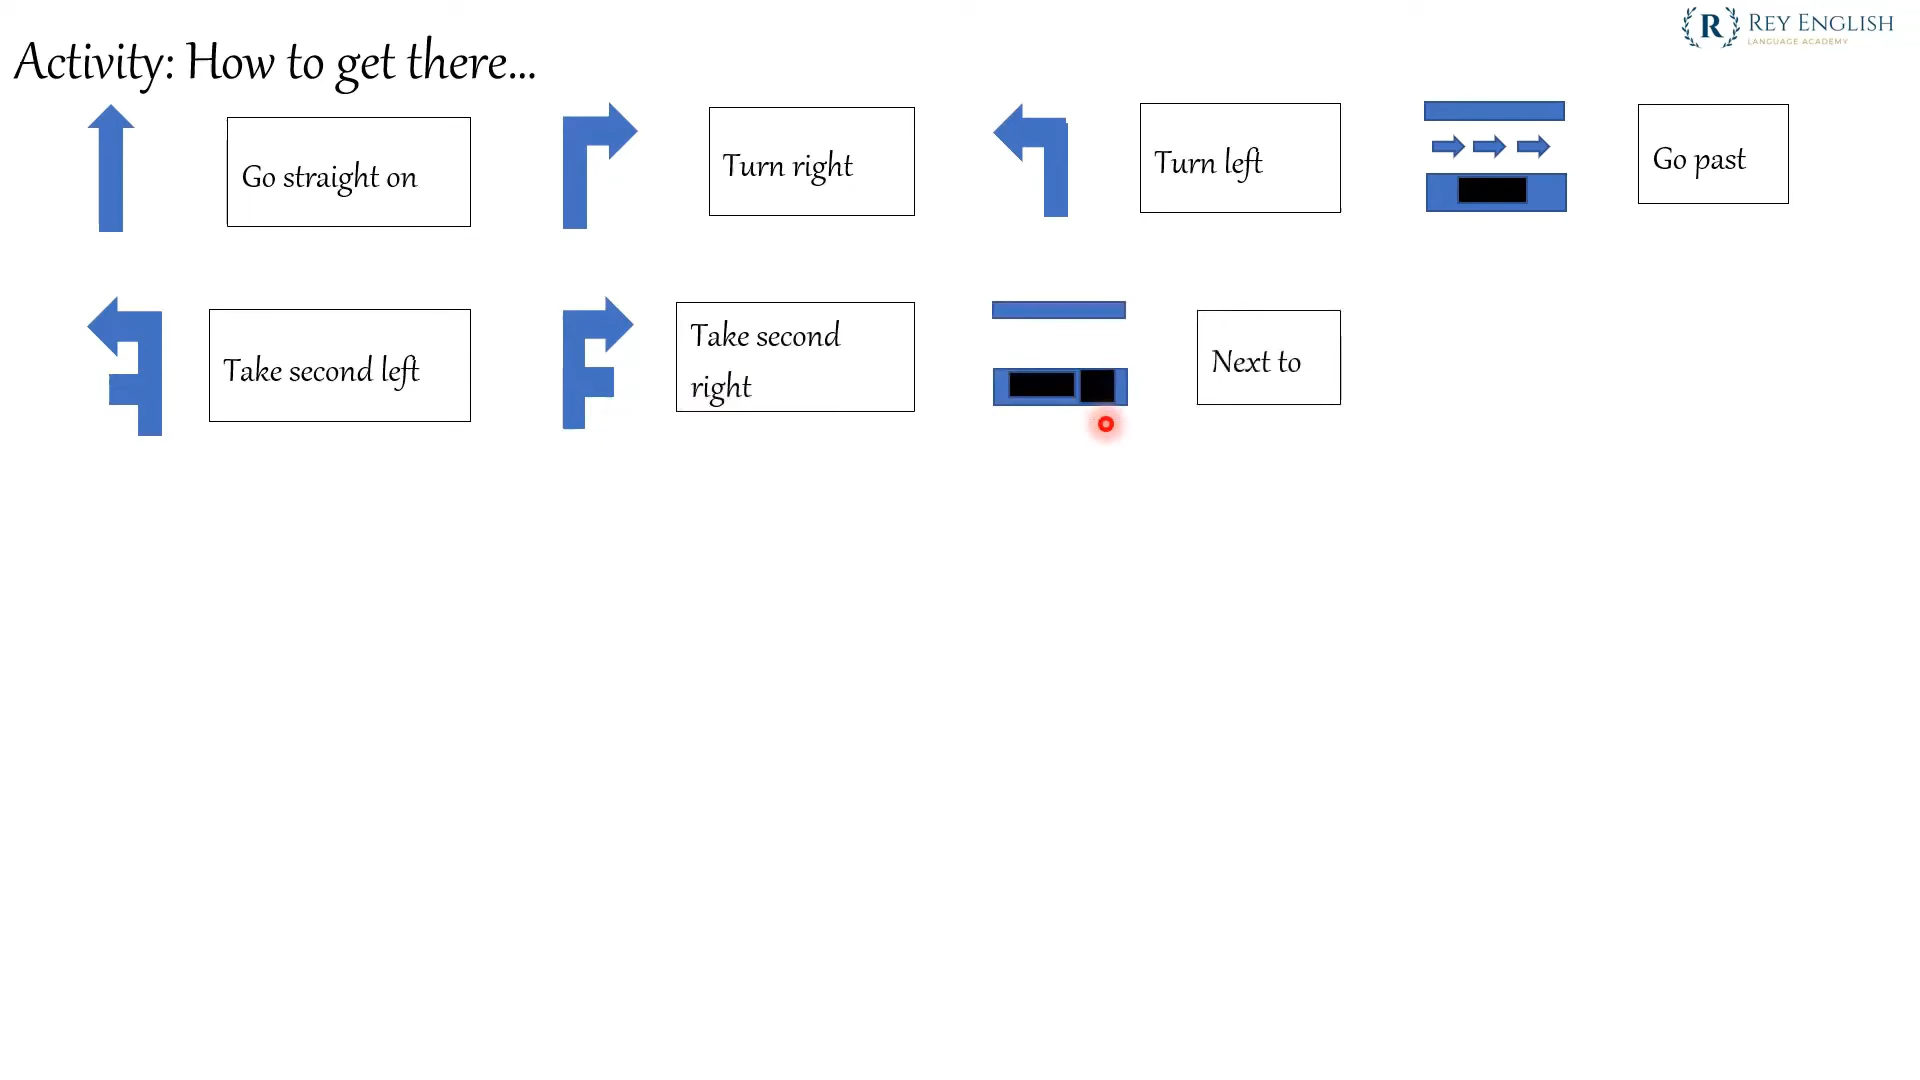 R REY ENGLISH
LANGUAGE ACADEMY
Activity: How to get there...
Go straight on
Turn right
Turn left
Go past
Take second left
Take second
right
Next to